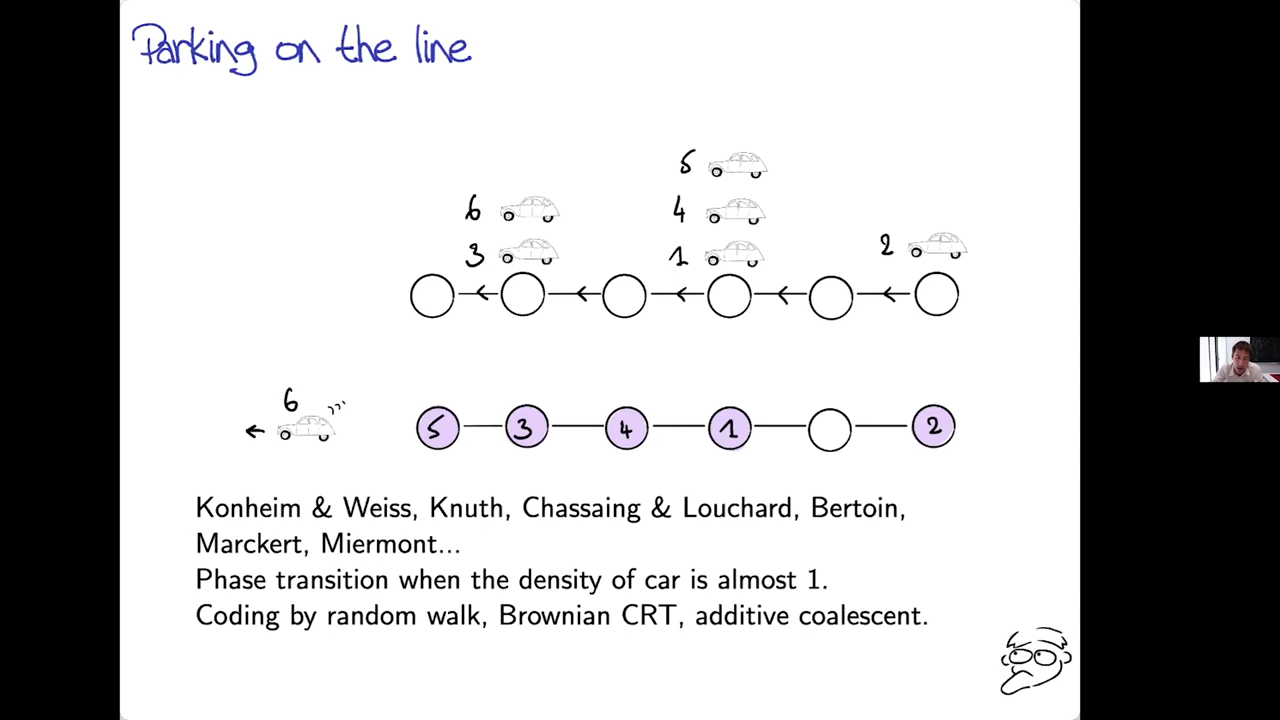 Parking on the line
5
6 4
3 1 2
6
5 3 4 1 2
Konheim & Weiss, Knuth, Chassaing & Louchard, Bertoin,
Marckert, Miermont...
Phase transition when the density of car is almost 1.
Coding by random walk, Brownian CRT, additive coalescent.